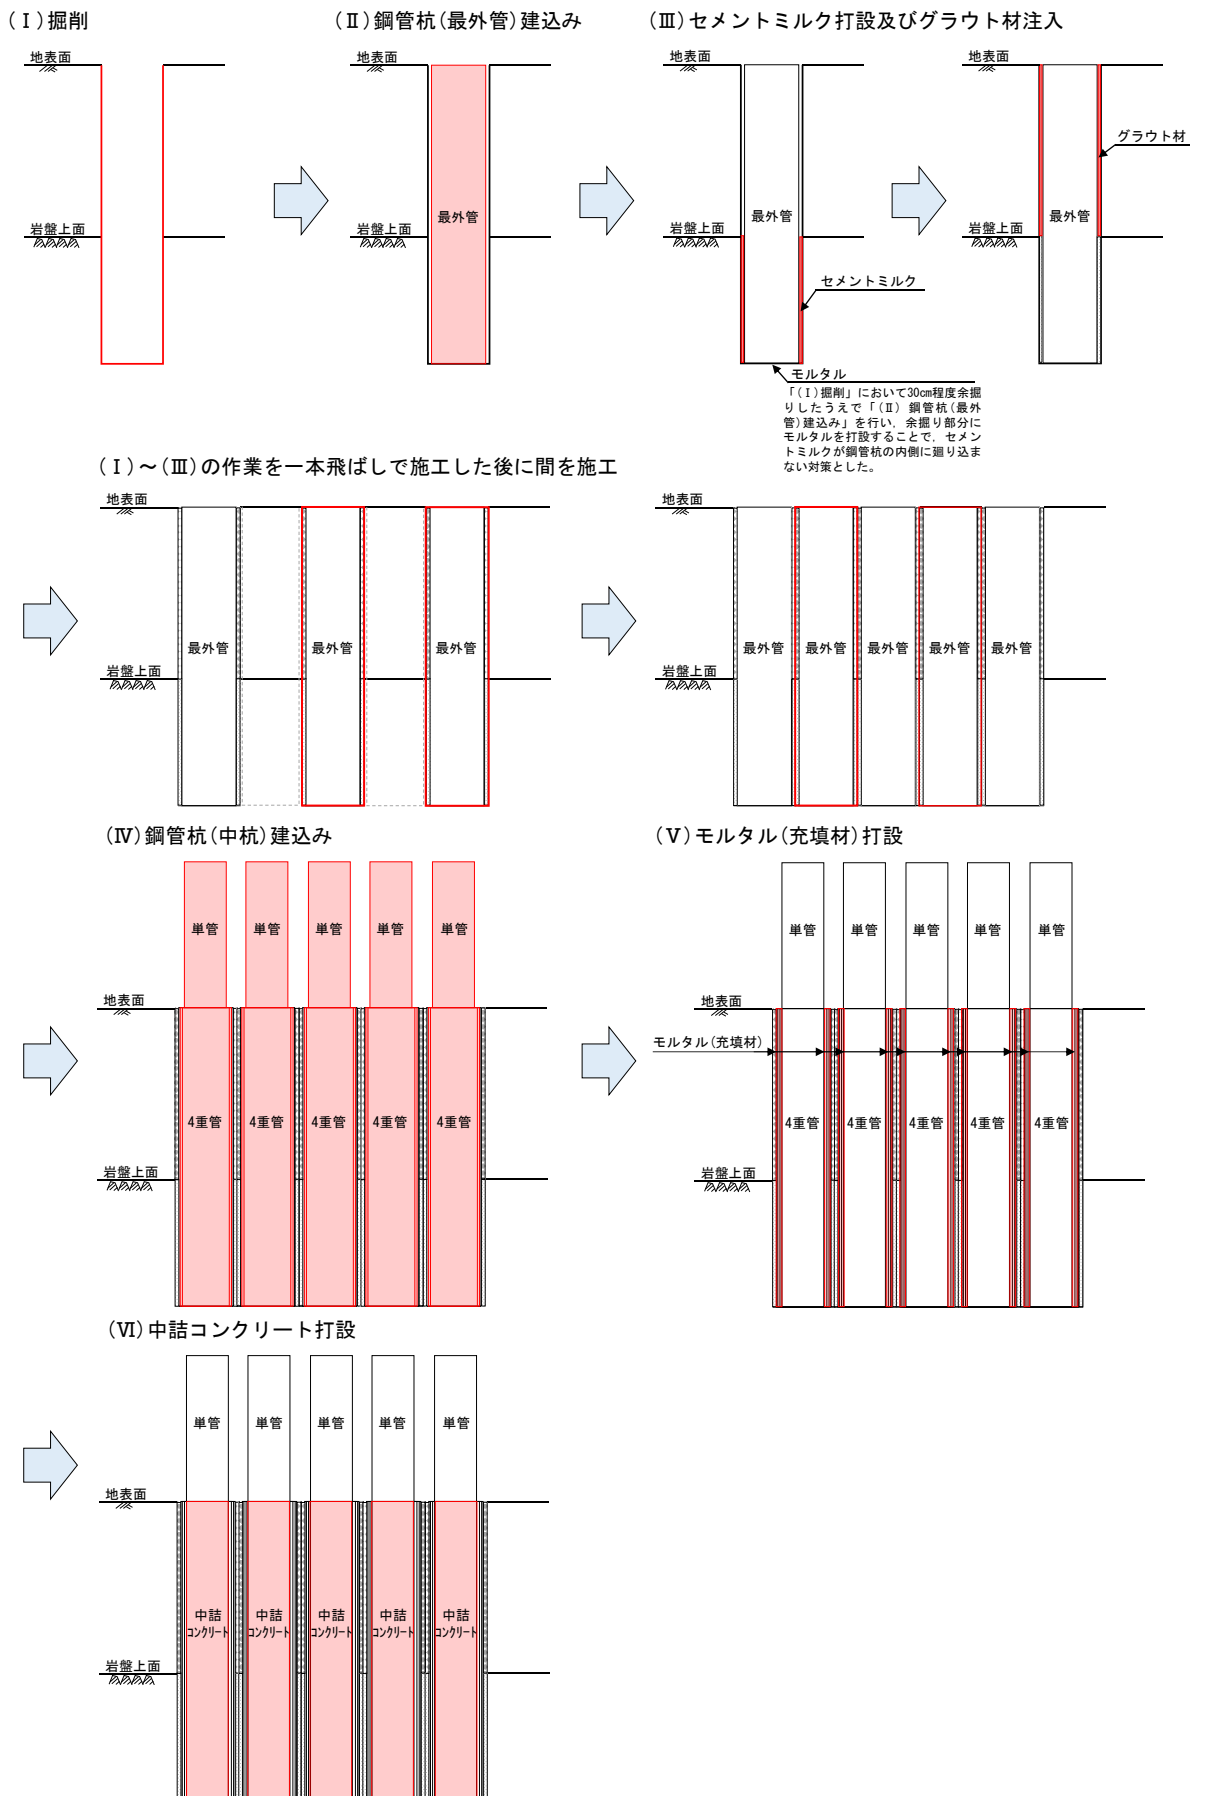 (Ⅰ)掘削
(Ⅱ)鋼管杭(最外管)建込み
(Ⅲ)セメントミルク打設及びグラウト材注入
地表面
地表面
地表面
地表面
グラウト材
最外管
最外管
最外管
岩盤上面
岩盤上面
岩盤上面
岩盤上面
セメントミルク
モルタル
「(Ⅰ)掘削」において30㎝程度余掘
りしたうえで「(Ⅱ) 鋼管杭(最外
管)建込み」を行い，余掘り部分に
モルタルを打設することで，セメン
トミルクが鋼管杭の内側に廻り込ま
ない対策とした。
(Ⅰ)～(Ⅲ)の作業を一本飛ばしで施工した後に間を施工
地表面
地表面
最外管 最外管 最外管
最外管 最外管 最外管 最外管 最外管
岩盤上面
岩盤上面
(Ⅳ)鋼管杭(中杭)建込み
(Ⅴ)モルタル(充填材)打設
単管 単管 単管 単管 単管
単管 単管 単管 単管 単管
地表面
地表面
モルタル(充填材)
4重管 4重管 4重管 4重管 4重管
4重管 4重管 4重管 4重管 4重管
岩盤上面
岩盤上面
(Ⅵ)中詰コンクリート打設
単管 単管 単管 単管 単管
地表面
中詰 中詰 中詰 中詰 中詰
コンクリート コンクリート コンクリート コンクリート コンクリート
岩盤上面